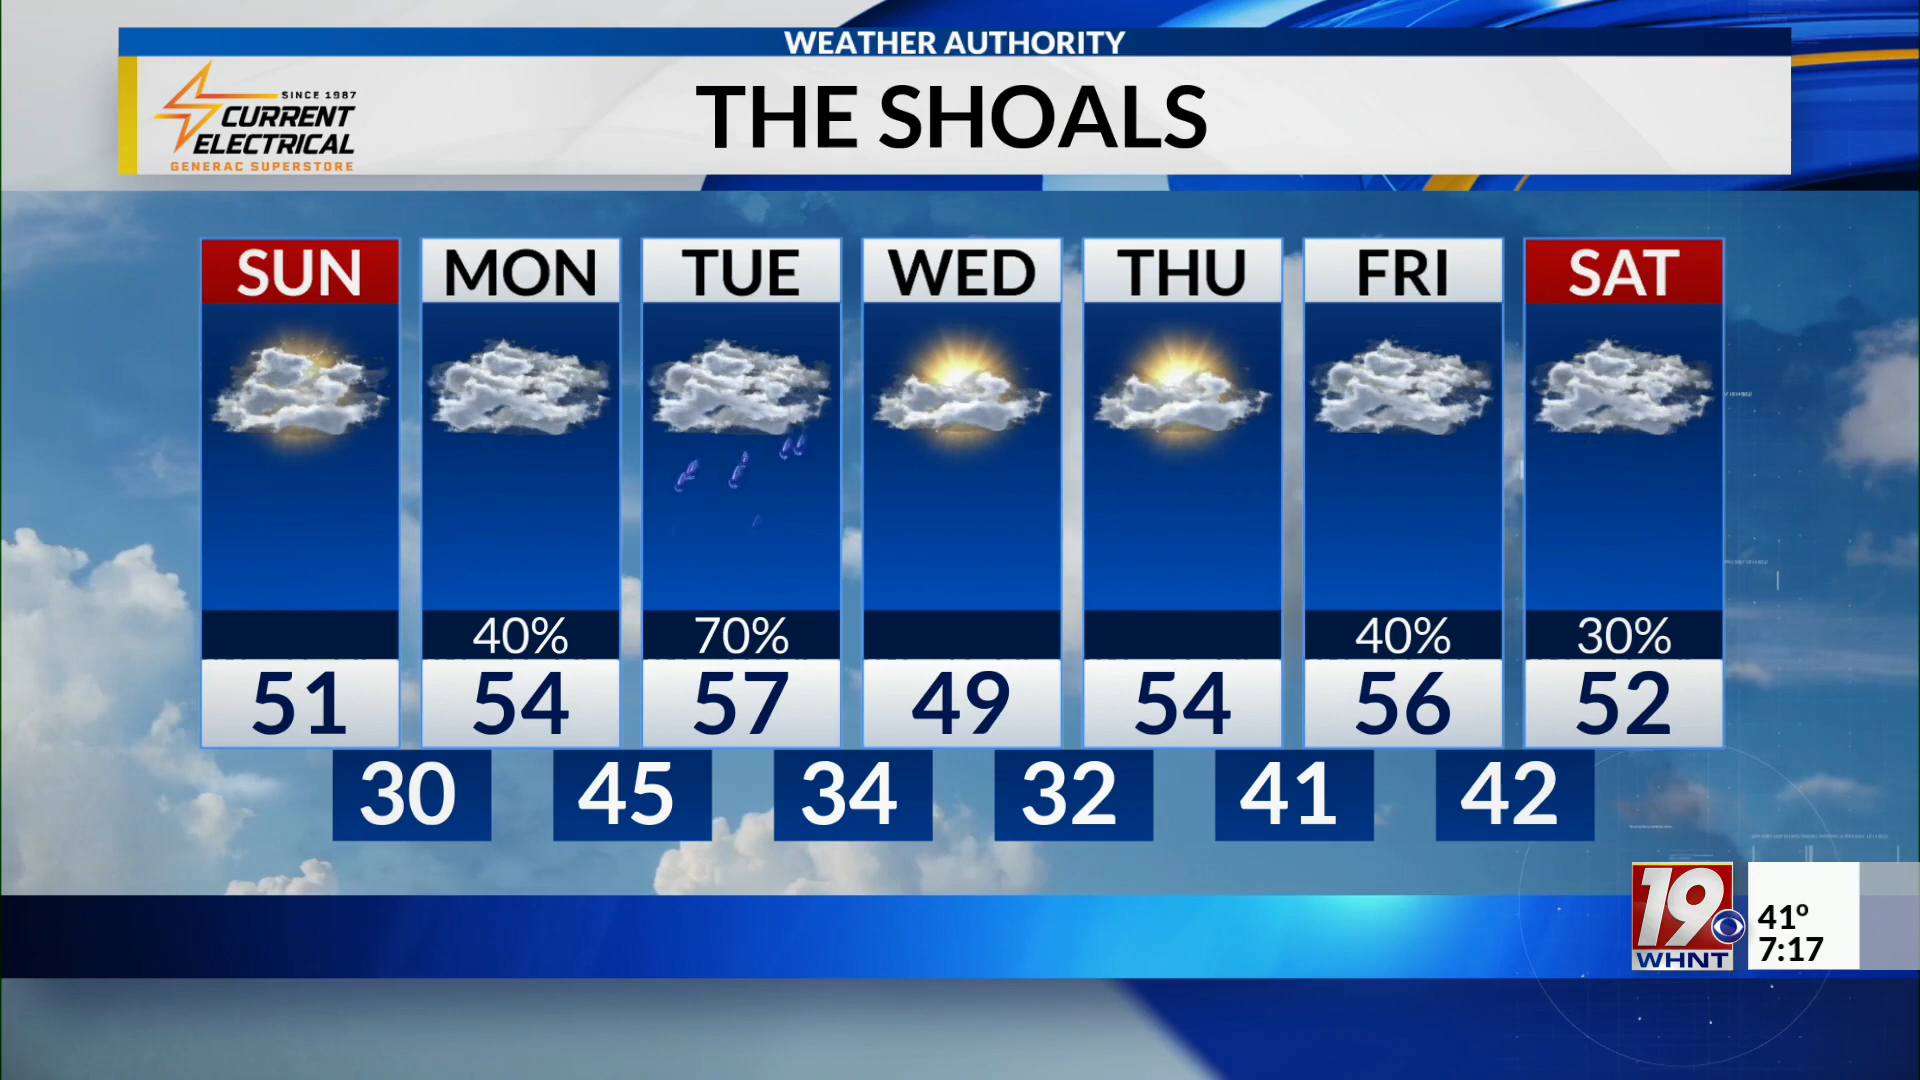 WEATHER AUTHORITY
SINCE 1987
CURRENT
ELECTRICAL
GENERAC SUPERSTORE
THE SHOALS
SUN MON TUE WED THU FRI SAT
40% 70% 40% 30%
51 54 57 49 54 56 52
30 45 34 32 41 42
19
WHNT
41º
7:17